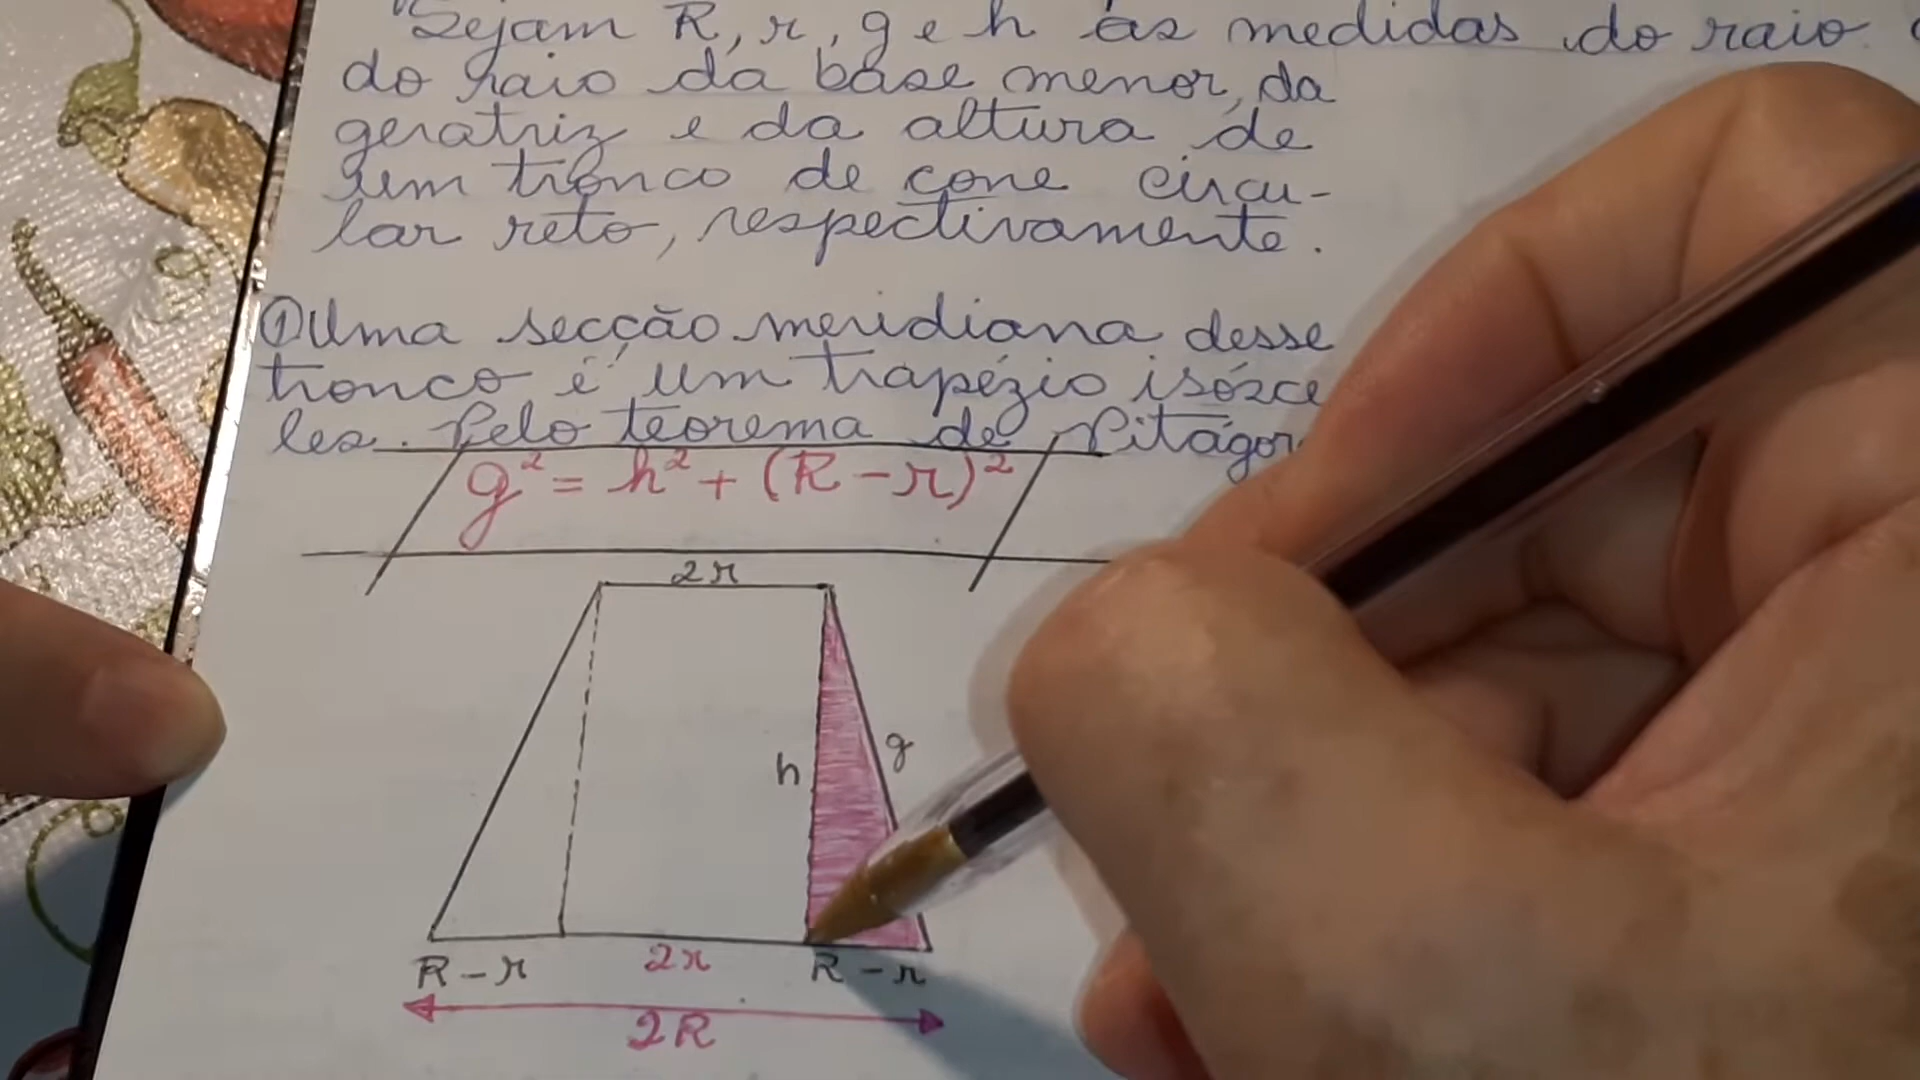 Sejam R, r, g e h as medidas do raio
do raio da base menor, da
geratriz e da altura de
um tronco de cone circu-
lar reto, respectivamente.
① Uma secção meridiana desse
tronco é um trapézio isósce
les. Pelo teorema de Pitágor
g² = h² + (R - r)²
2r
h
g
R - r
2r
R - r
2R